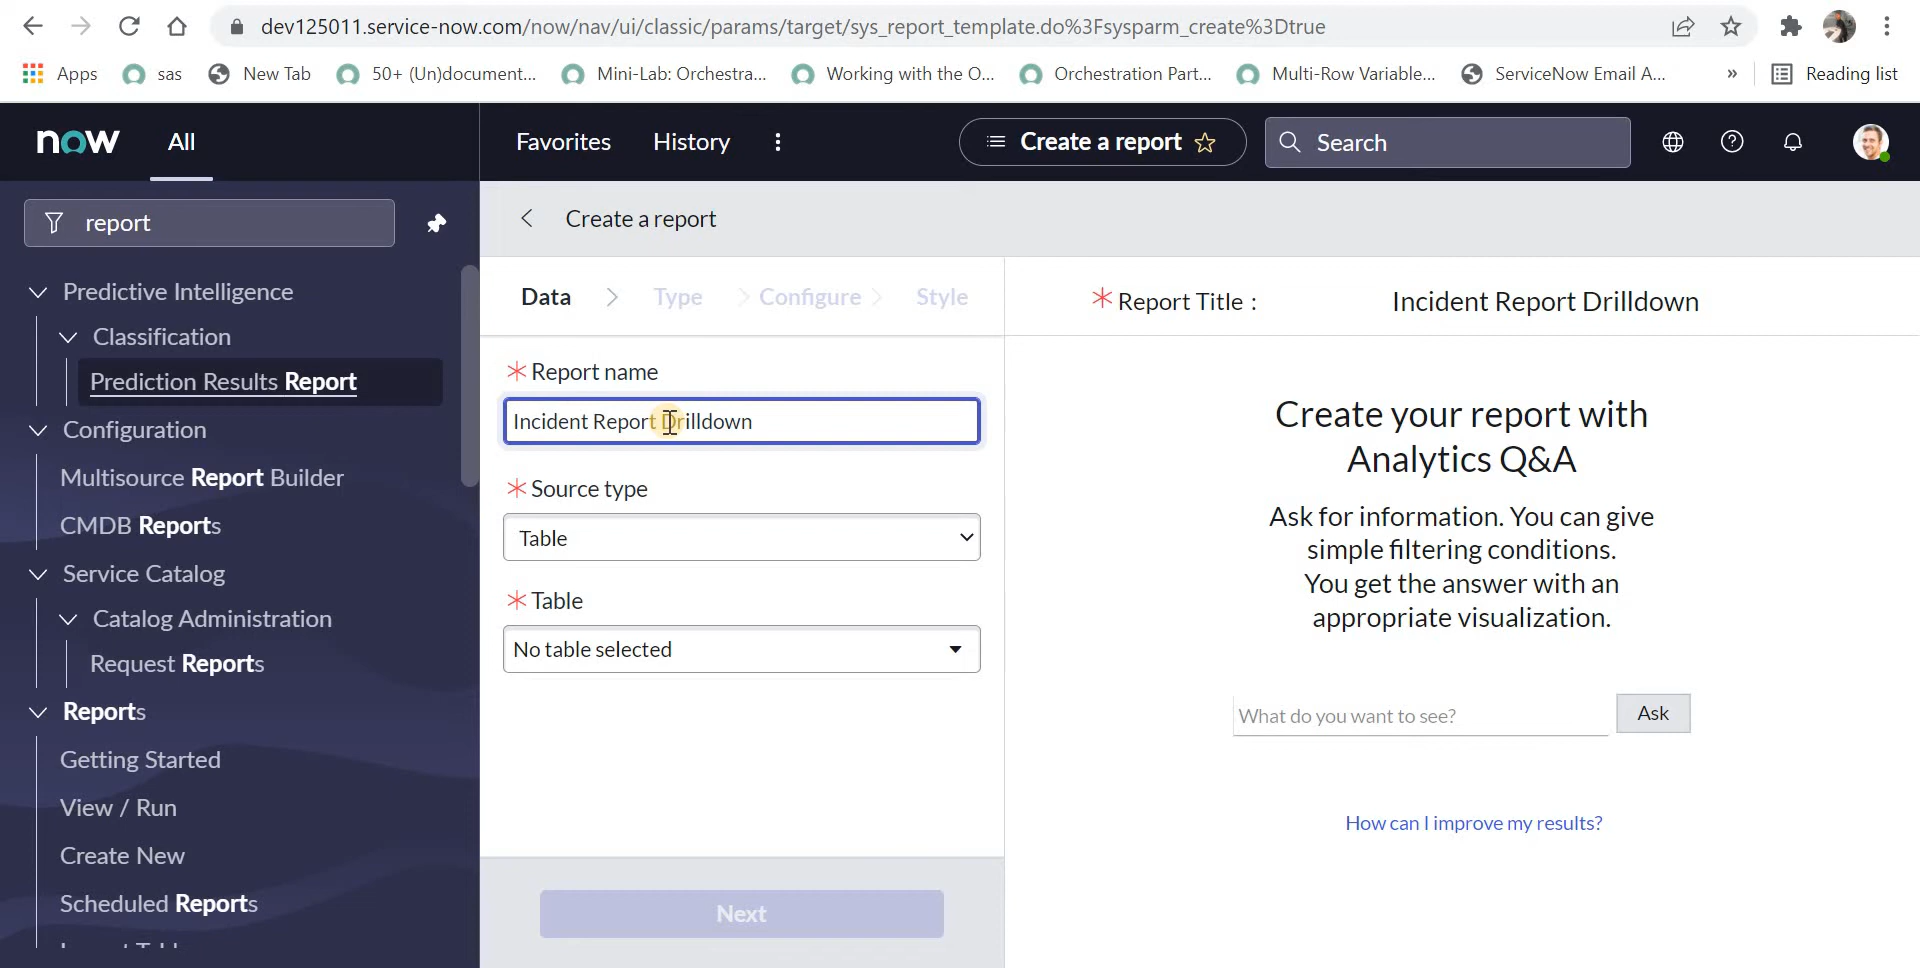 dev125011.service-now.com/now/nav/ui/classic/params/target/sys_report_template.do%3Fsysparm_create%3Dtrue
Apps sas New Tab 50+ (Un)document... Mini-Lab: Orchestra... Working with the O... Orchestration Part... Multi-Row Variable... ServiceNow Email A... » Reading list
now All Favorites History Create a report Search
report
Predictive Intelligence
Classification
Prediction Results Report
Configuration
Multisource Report Builder
CMDB Reports
Service Catalog
Catalog Administration
Request Reports
Reports
Getting Started
View / Run
Create New
Scheduled Reports
Create a report
Data Type Configure Style
* Report name
Incident Report Drilldown
* Source type
Table
* Table
No table selected
Next
* Report Title : Incident Report Drilldown
Create your report with
Analytics Q&A
Ask for information. You can give
simple filtering conditions.
You get the answer with an
appropriate visualization.
What do you want to see? Ask
How can I improve my results?